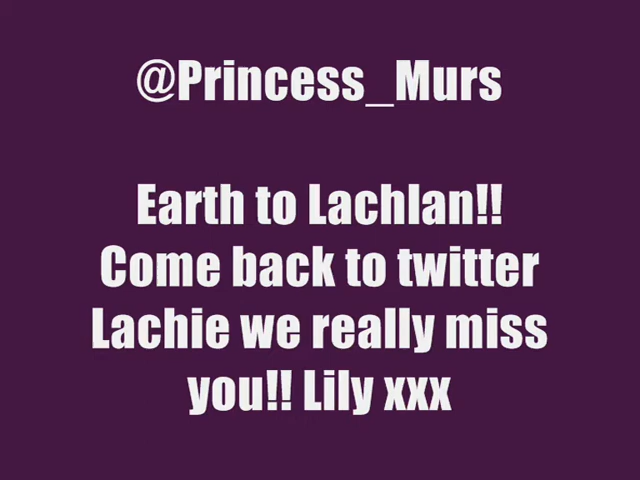 @Princess_Murs
Earth to Lachlan!!
Come back to twitter
Lachie we really miss
you!! Lily xxx